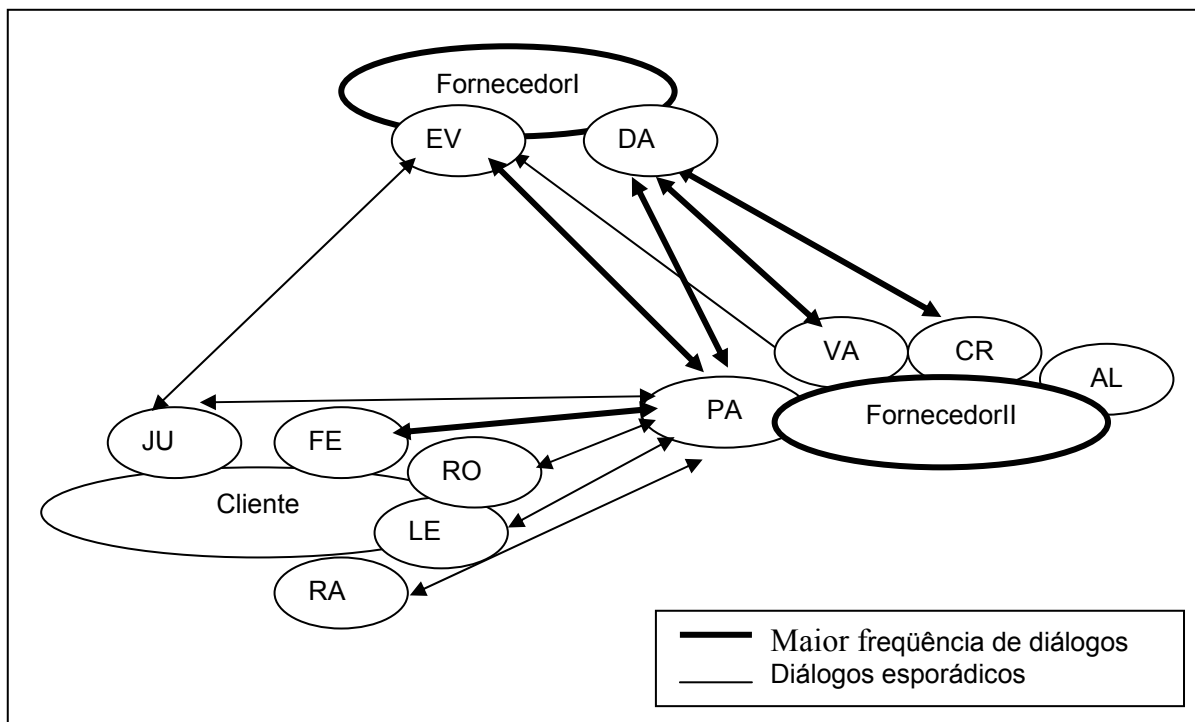 FornecedorI
EV
DA
VA
CR
AL
PA
FornecedorII
JU
FE
RO
Cliente
LE
RA
Maior freqüência de diálogos
Diálogos esporádicos